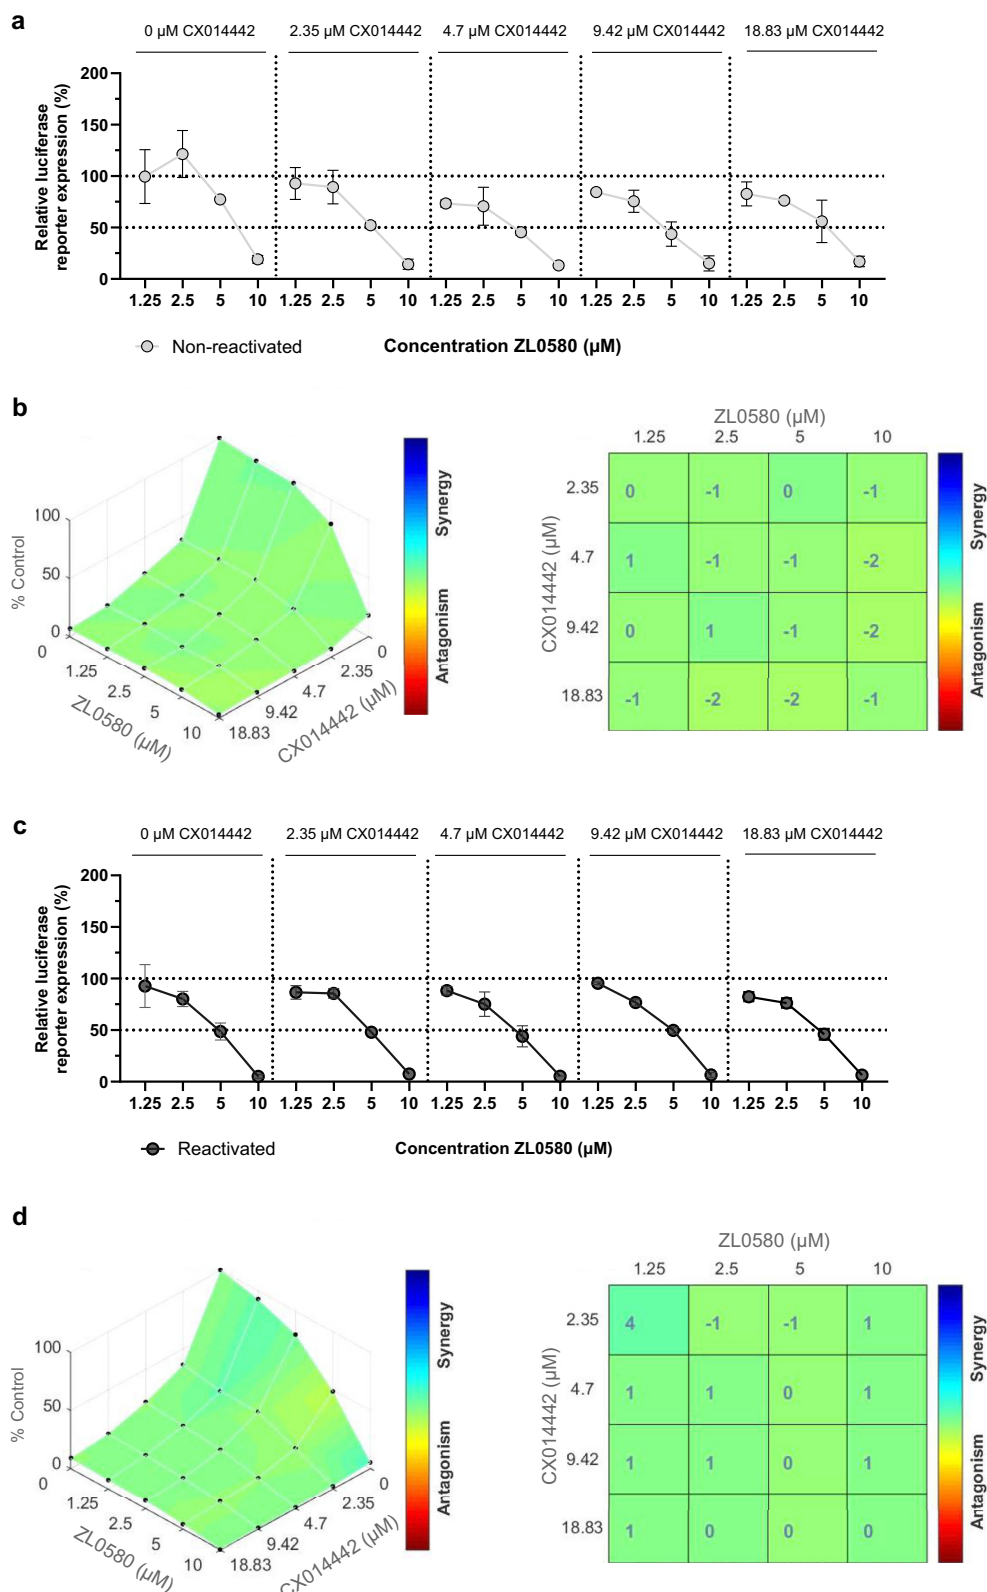 a
0 µM CX014442 2.35 µM CX014442 4.7 µM CX014442 9.42 µM CX014442 18.83 µM CX014442
Relative luciferase
reporter expression (%)
200
150
100
50
0
1.25 2.5 5 10 1.25 2.5 5 10 1.25 2.5 5 10 1.25 2.5 5 10 1.25 2.5 5 10
Non-reactivated
Concentration ZL0580 (µM)
b
% Control
100
50
0
0
1.25
2.5
5
10
ZL0580 (µM)
18.83
9.42
4.7
2.35
0
CX014442 (µM)
Synergy
Antagonism
ZL0580 (µM)
1.25 2.5 5 10
CX014442 (µM)
2.35 0 -1 0 -1
4.7 1 -1 -1 -2
9.42 0 1 -1 -2
18.83 -1 -2 -2 -1
Synergy
Antagonism
c
0 µM CX014442 2.35 µM CX014442 4.7 µM CX014442 9.42 µM CX014442 18.83 µM CX014442
Relative luciferase
reporter expression (%)
200
150
100
50
0
1.25 2.5 5 10 1.25 2.5 5 10 1.25 2.5 5 10 1.25 2.5 5 10 1.25 2.5 5 10
Reactivated
Concentration ZL0580 (µM)
d
% Control
100
50
0
0
1.25
2.5
5
10
ZL0580 (µM)
18.83
9.42
4.7
2.35
0
CX014442 (µM)
Synergy
Antagonism
ZL0580 (µM)
1.25 2.5 5 10
CX014442 (µM)
2.35 4 -1 -1 1
4.7 1 1 0 1
9.42 1 1 0 1
18.83 1 0 0 0
Synergy
Antagonism